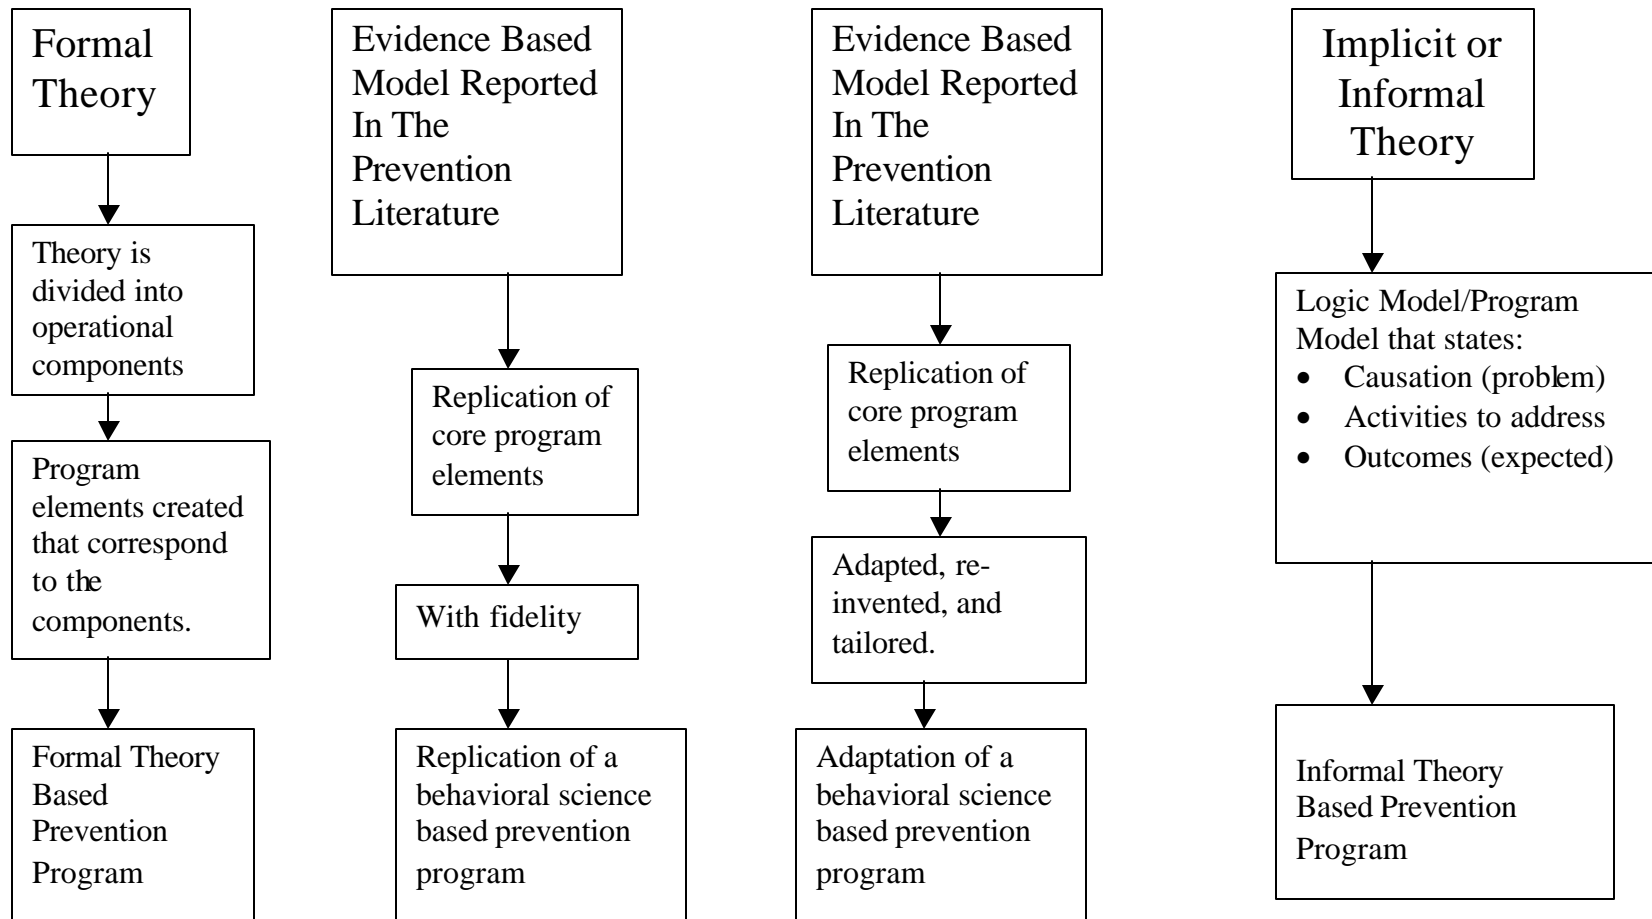 Formal
Theory
Theory is
divided into
operational
components
Program
elements created
that correspond
to the
components.
Formal Theory
Based
Prevention
Program
Evidence Based
Model Reported
In The
Prevention
Literature
Replication of
core program
elements
With fidelity
Replication of a
behavioral science
based prevention
program
Evidence Based
Model Reported
In The
Prevention
Literature
Replication of
core program
elements
Adapted, re-
invented, and
tailored.
Adaptation of a
behavioral science
based prevention
program
Implicit or
Informal
Theory
Logic Model/Program
Model that states:
• Causation (problem)
• Activities to address
• Outcomes (expected)
Informal Theory
Based Prevention
Program